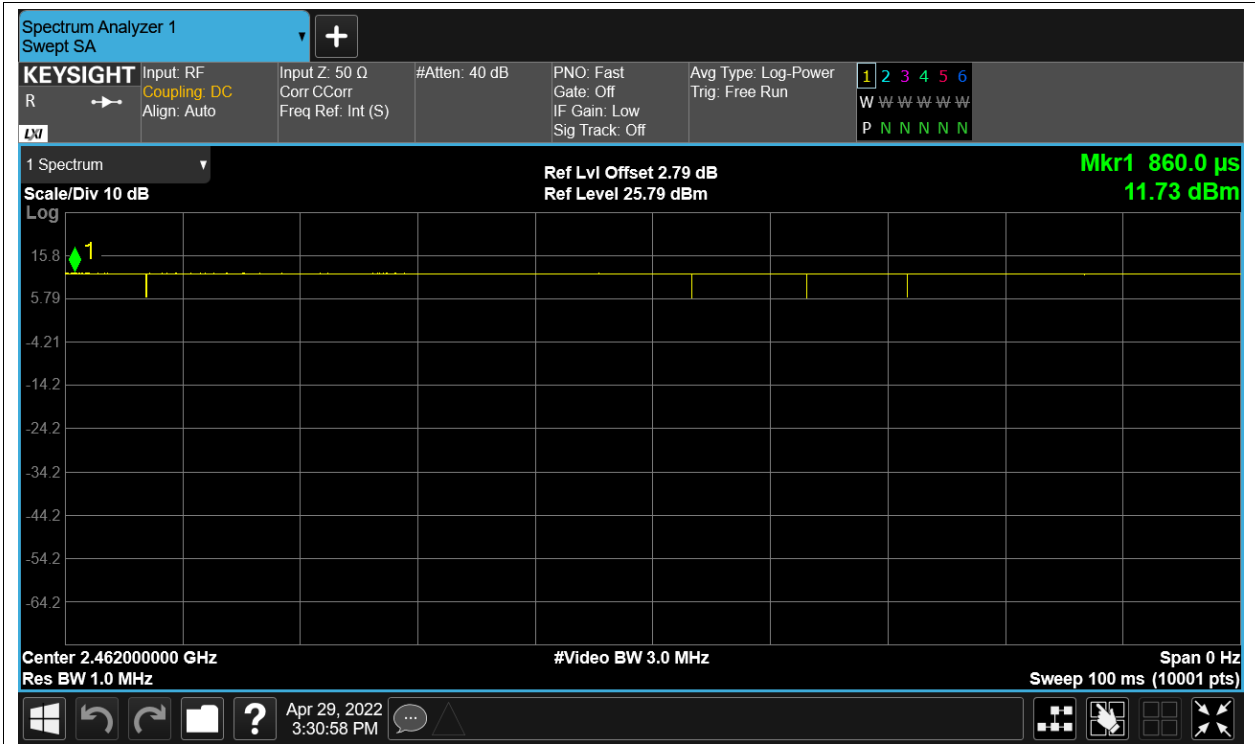 Spectrum Analyzer 1
Swept SA
+
KEYSIGHT
R
LXI
Input: RF
Coupling: DC
Align: Auto
Input Z: 50 Ω
Corr CCorr
Freq Ref: Int (S)
#Atten: 40 dB
PNO: Fast
Gate: Off
IF Gain: Low
Sig Track: Off
Avg Type: Log-Power
Trig: Free Run
1 2 3 4 5 6
W W W W W W
P N N N N N
1 Spectrum
Scale/Div 10 dB
Log
Ref Lvl Offset 2.79 dB
Ref Level 25.79 dBm
Mkr1 860.0 µs
11.73 dBm
1
15.8
5.79
-4.21
-14.2
-24.2
-34.2
-44.2
-54.2
-64.2
Center 2.462000000 GHz
Res BW 1.0 MHz
#Video BW 3.0 MHz
Span 0 Hz
Sweep 100 ms (10001 pts)
?
Apr 29, 2022
3:30:58 PM